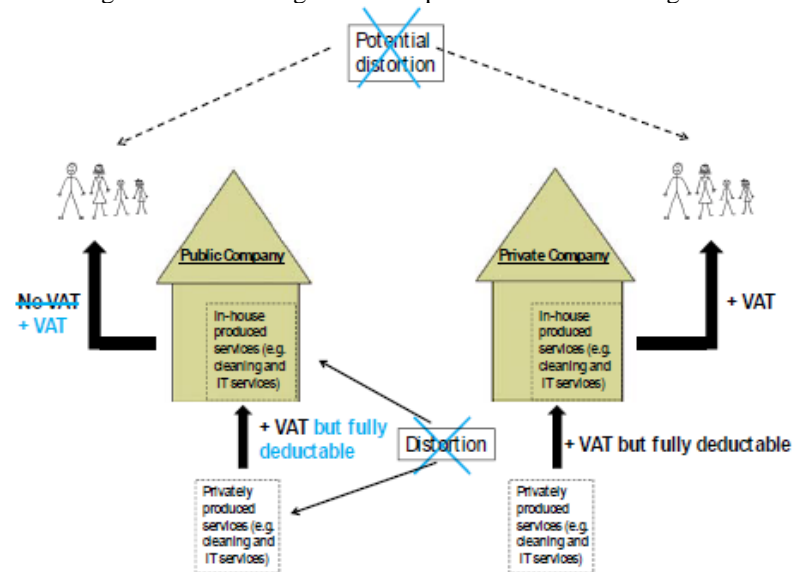 Potential
distortion
Public Company
Private Company
No VAT
+ VAT
+ VAT
In-house
produced
services (e.g.
cleaning and
IT services)
In-house
produced
services (e.g.
cleaning and
IT services)
+ VAT but fully
deductable
Distortion
+ VAT but fully deductable
Privately
produced
services (e.g.
cleaning and
IT services)
Privately
produced
services (e.g.
cleaning and
IT services)